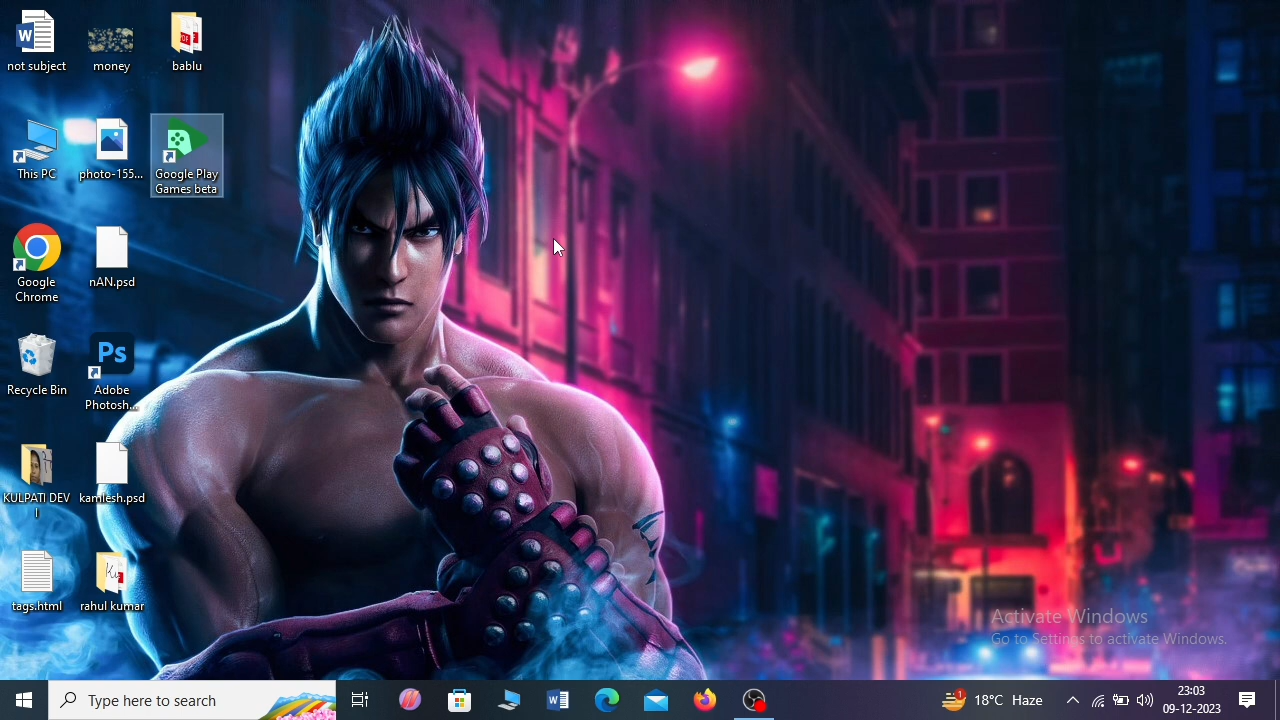 not subject
money
bablu
This PC
photo-155...
Google Play
Games beta
Google
Chrome
nAN.psd
Recycle Bin
Ps
Adobe
Photosh...
KULPATI DEV
I
kamlesh.psd
tags.html
rahul kumar
Activate Windows
Go to Settings to activate Windows.
Type here to search
1
18°C Haze
23:03
09-12-2023